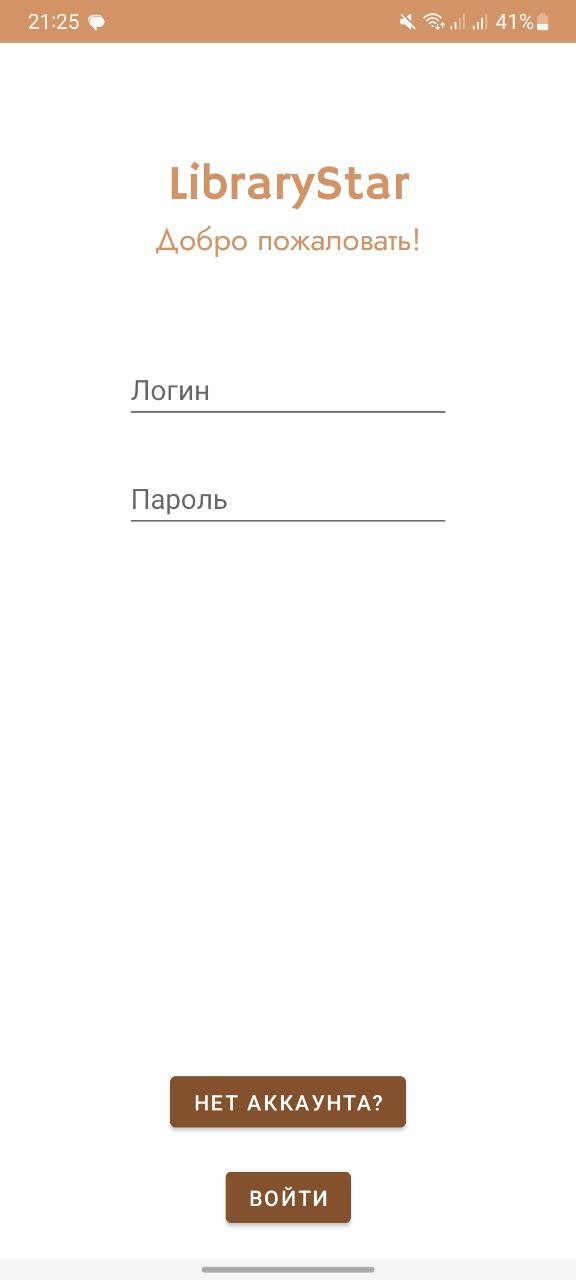 21:25 41%
LibraryStar
Добро пожаловать!
Логин
Пароль
НЕТ АККАУНТА?
ВОЙТИ